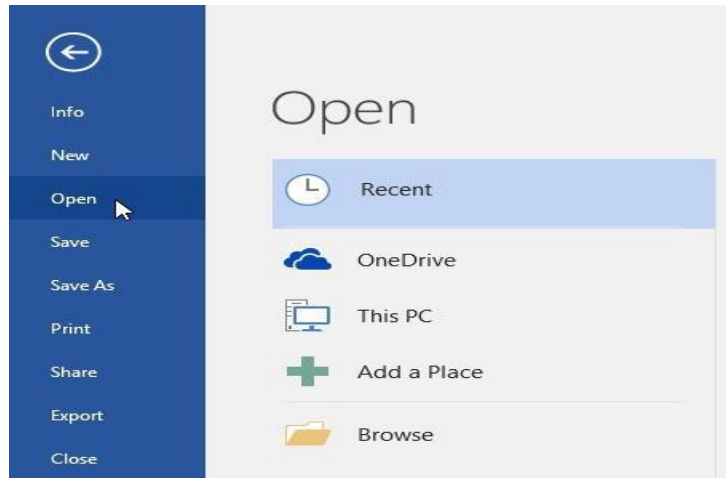 Info
New
Open
Save
Save As
Print
Share
Export
Close
Open
Recent
OneDrive
This PC
Add a Place
Browse